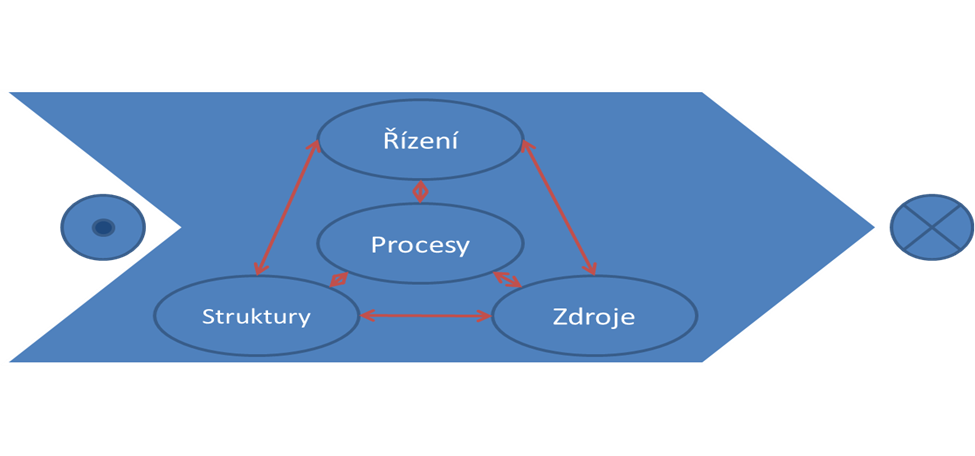 Řízení
Procesy
Struktury
Zdroje